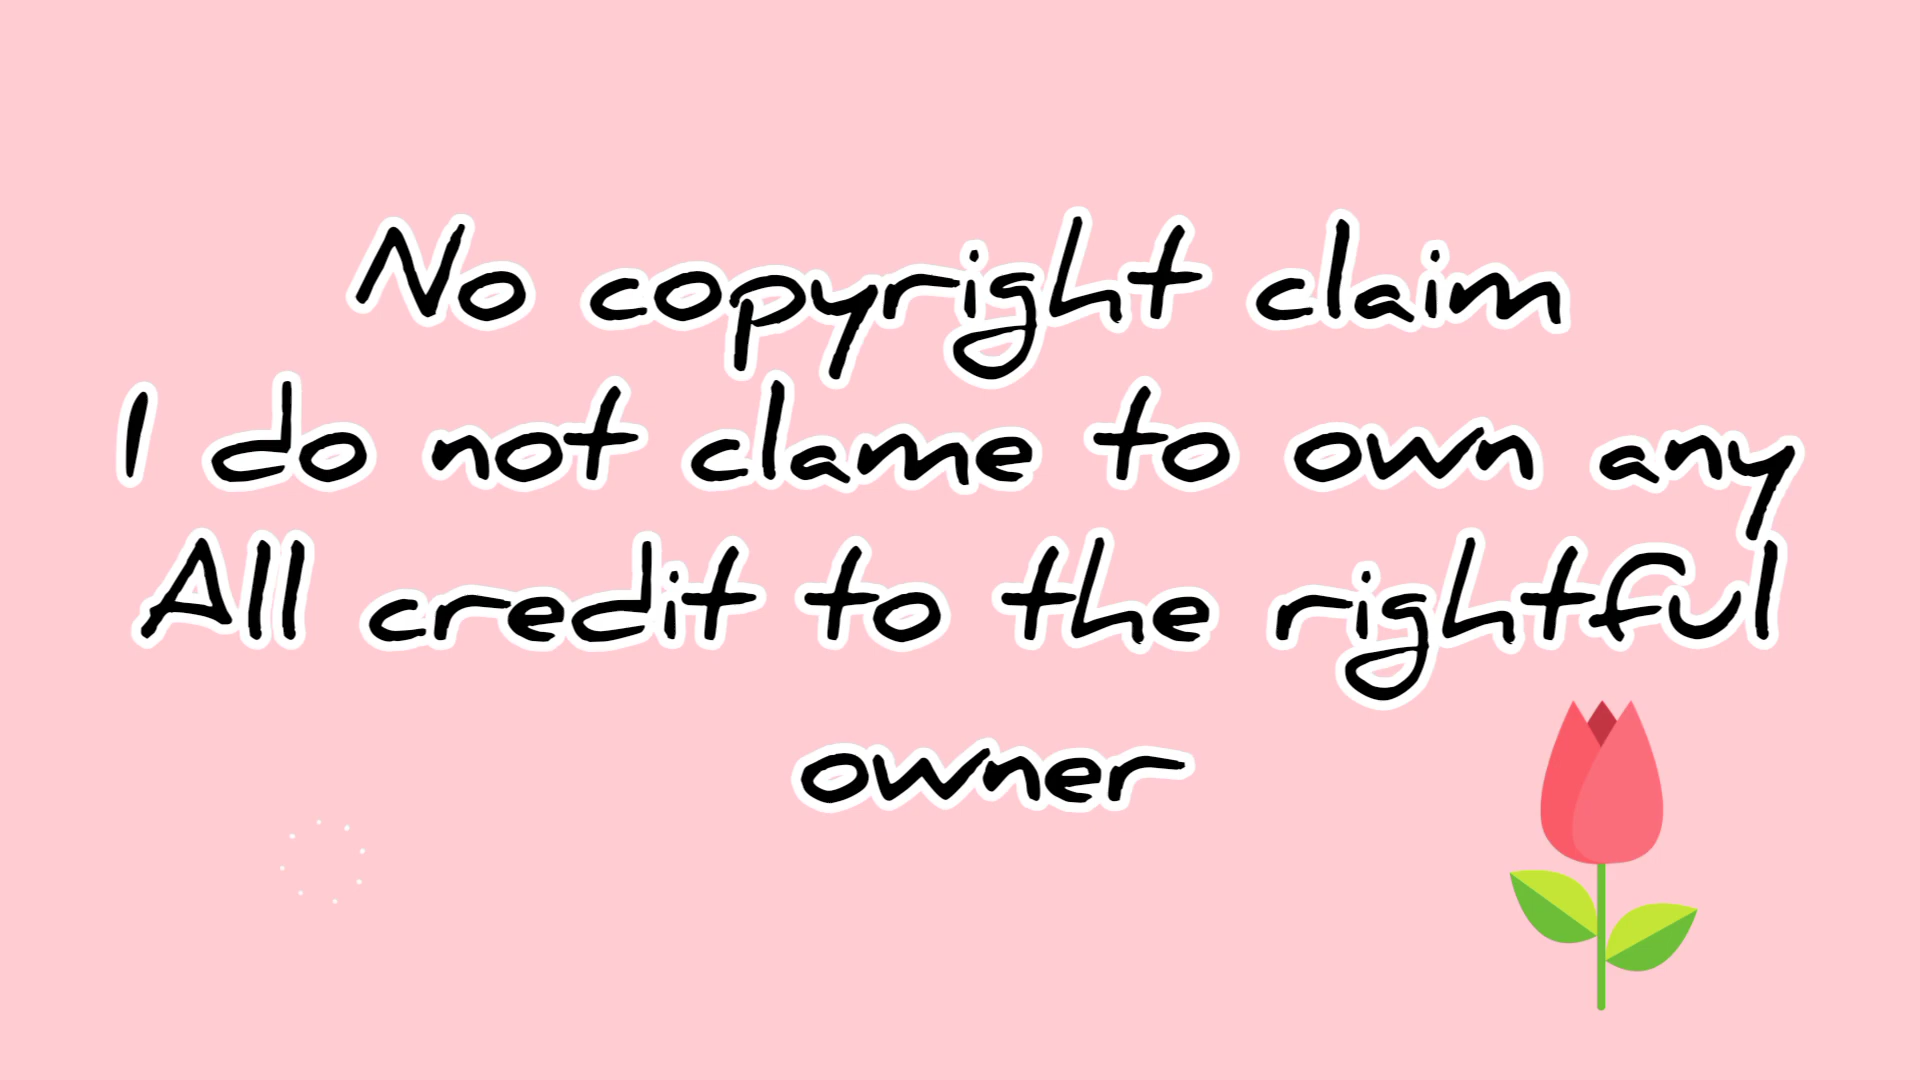 No copyright claim
I do not clame to own any
All credit to the rightful
owner